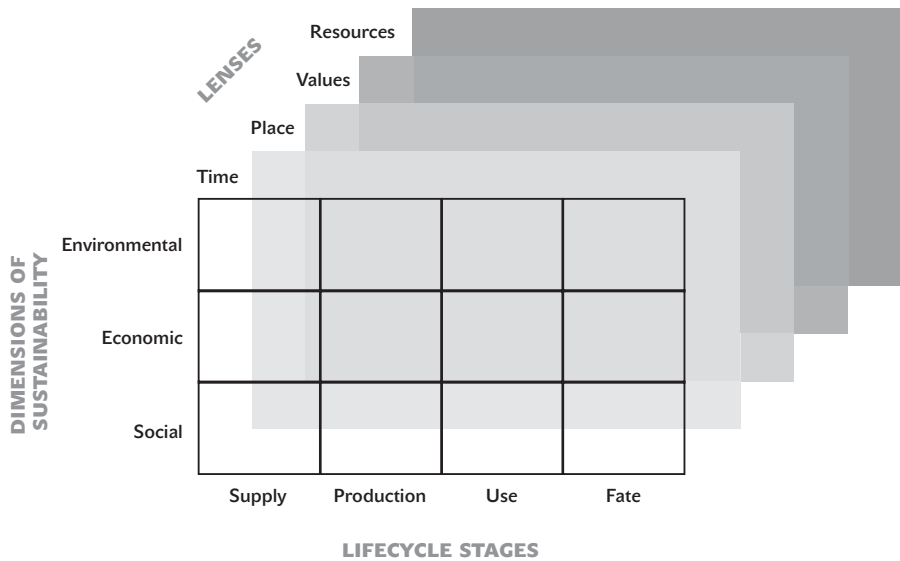 LENSES
Resources
Values
Place
Time
DIMENSIONS OF
SUSTAINABILITY
Environmental
Economic
Social
Supply
Production
Use
Fate
LIFECYCLE STAGES